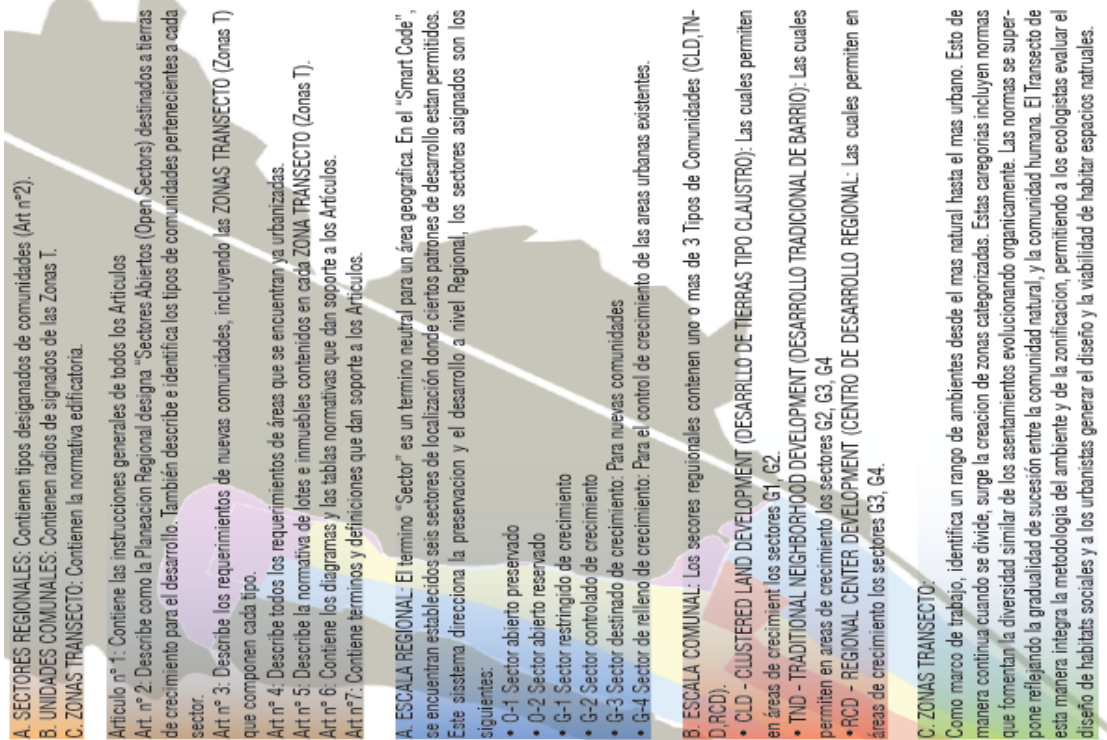 A. SECTORES REGIONALES: Contienen tipos desiganados de comunidades (Art nº2).
B. UNIDADES COMUNALES: Contienen radios de signados de las Zonas T.
C. ZONAS TRANSECTO: Contienen la normativa edificatoria.
Articulo nº 1: Contiene las instrucciones generales de todos los Articulos
Art. nº 2: Describe como la Planeacion Regional designa “Sectores Abiertos (Open Sectors) destinados a tierras
de crecimiento para el desarrollo. También describe e identifica los tipos de comunidades pertenecientes a cada
sector.
Art nº 3: Describe los requerimientos de nuevas comunidades, incluyendo las ZONAS TRANSECTO (Zonas T)
que componen cada tipo.
Art nº 4: Describe todos los requerimientos de áreas que se encuentran ya urbanizadas.
Art nº 5: Describe la normativa de lotes e inmuebles contenidos en cada ZONA TRANSECTO (Zonas T).
Art nº 6: Contiene los diagramas y las tablas normativas que dan soporte a los Artículos.
Art nº7: Contiene terminos y definiciones que dan soporte a los Articulos.
A. ESCALA REGIONAL: El termino “Sector” es un termino neutral para un área geografica. En el “Smart Code”,
se encuentran establecidos seis sectores de localización donde ciertos patrones de desarrollo estan permitidos.
Este sisstema direcciona la preservacion y el desarrollo a nivel Regional, los sectores asignados son los
siguientes:
• O-1 Sector abierto preservado
• O-2 Sector abierto reservado
• G-1 Sector restringido de crecimiento
• G-2 Sector controlado de crecimiento
• G-3 Sector destinado de crecimiento: Para nuevas comunidades
• G-4 Sector de relleno de crecimiento: Para el control de crecimiento de las areas urbanas existentes.
B. ESCALA COMUNAL: Los secores regionales contienen uno o mas de 3 Tipos de Comunidades (CLD,TN-
D,RCD).
• CLD - CLUSTERED LAND DEVELOPMENT (DESARLLO DE TIERRAS TIPO CLAUSTRO): Las cuales permiten
en áreas de crecimient los sectores G1, G2.
• TND - TRADITIONAL NEIGHBORHOOD DEVELOPMENT (DESARROLLO TRADICIONAL DE BARRIO): Las cuales
permiten en areas de crecimiento los sectores G2, G3, G4
• RCD - REGIONAL CENTER DEVELOPMENT (CENTRO DE DESARROLLO REGIONAL: Las cuales permiten en
áreas de crecimiento los sectores G3, G4.
C. ZONAS TRANSECTO:
Como marco de trabajo, identifica un rango de ambientes desde el mas natural hasta el mas urbano. Esto de
manera continua cuando se divide, surge la creacion de zonas categorizadas. Estas caregorias incluyen normas
que fomentan la diversidad similar de los asentamientos evolucionando organicamente. Las normas se super-
pone reflejando la gradualidad de sucesión entre la comunidad natural, y la comunidad humana. El Transecto de
esta manera integra la metodologia del ambiente y de la zonificacion, permitiendo a los ecologistas evaluar el
diseño de habitats sociales y a los urbanistas generar el diseño y la viabilidad de habitar espacios natruales.